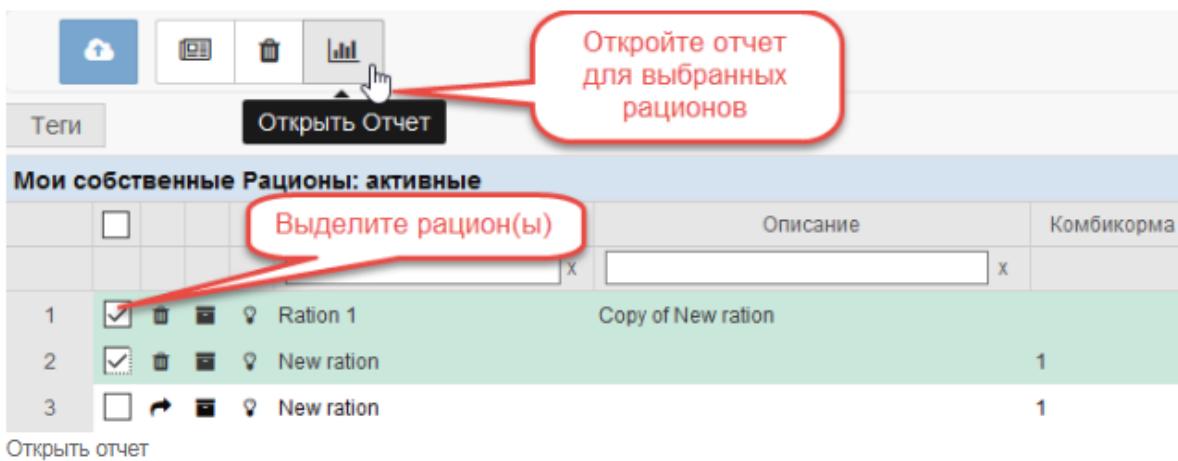 Откройте отчет
для выбранных
рационов
Открыть Отчет
Теги
Мои собственные Рационы: активные
Выделите рацион(ы)
Описание Комбикорма
x x
1 Ration 1 Copy of New ration
2 New ration 1
3 New ration 1
Открыть отчет